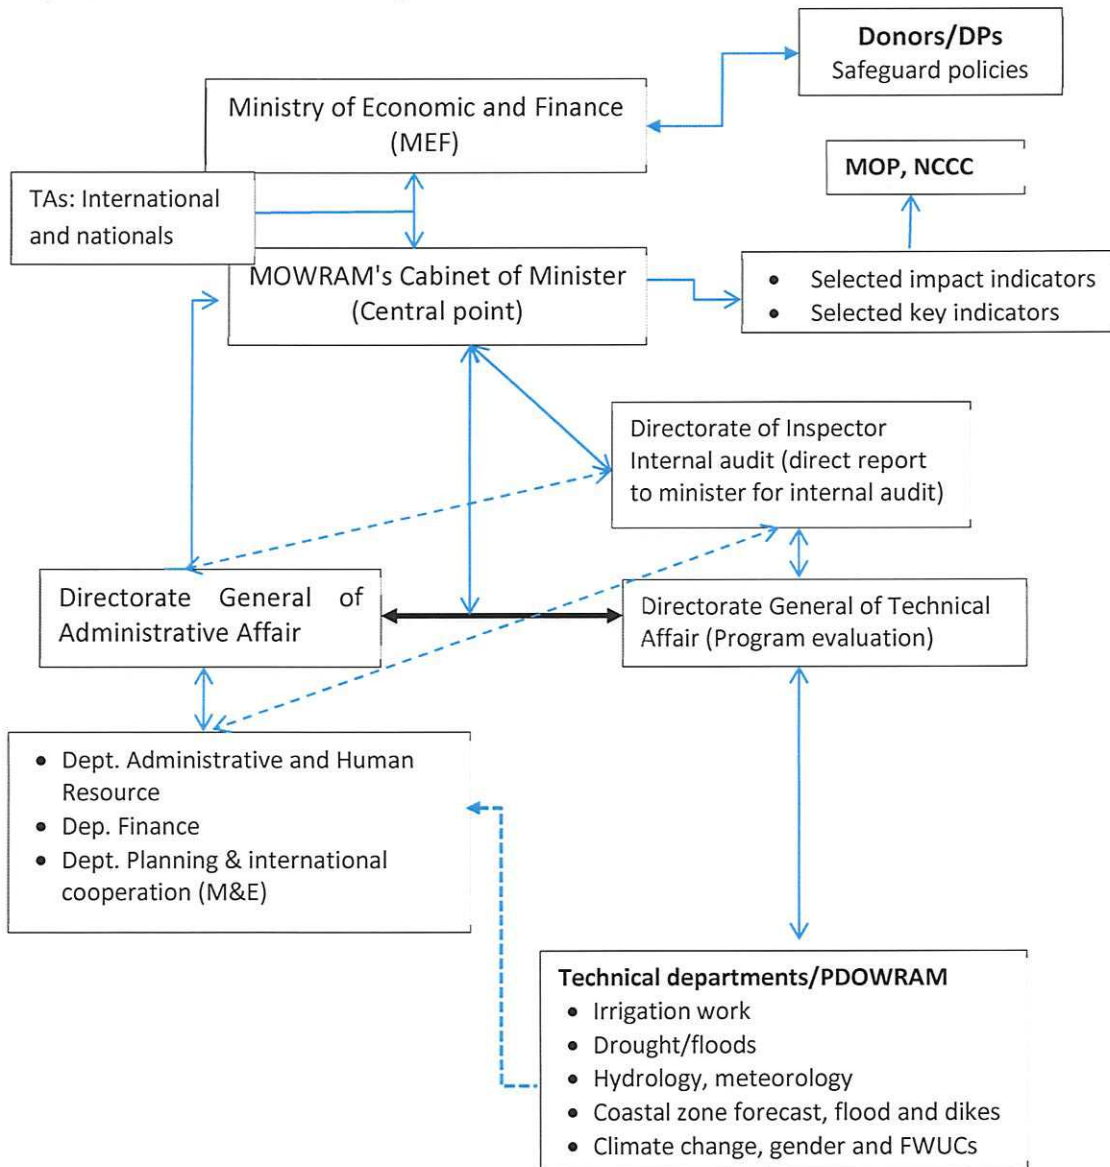 Donors/DPs
Safeguard policies
Ministry of Economic and Finance
(MEF)
MOP, NCCC
TAs: International
and nationals
MOWRAM's Cabinet of Minister
(Central point)
• Selected impact indicators
• Selected key indicators
Directorate of Inspector
Internal audit (direct report
to minister for internal audit)
Directorate General of
Administrative Affair
Directorate General of Technical
Affair (Program evaluation)
• Dept. Administrative and Human
Resource
• Dep. Finance
• Dept. Planning & international
cooperation (M&E)
Technical departments/PDOWRAM
• Irrigation work
• Drought/floods
• Hydrology, meteorology
• Coastal zone forecast, flood and dikes
• Climate change, gender and FWUCs